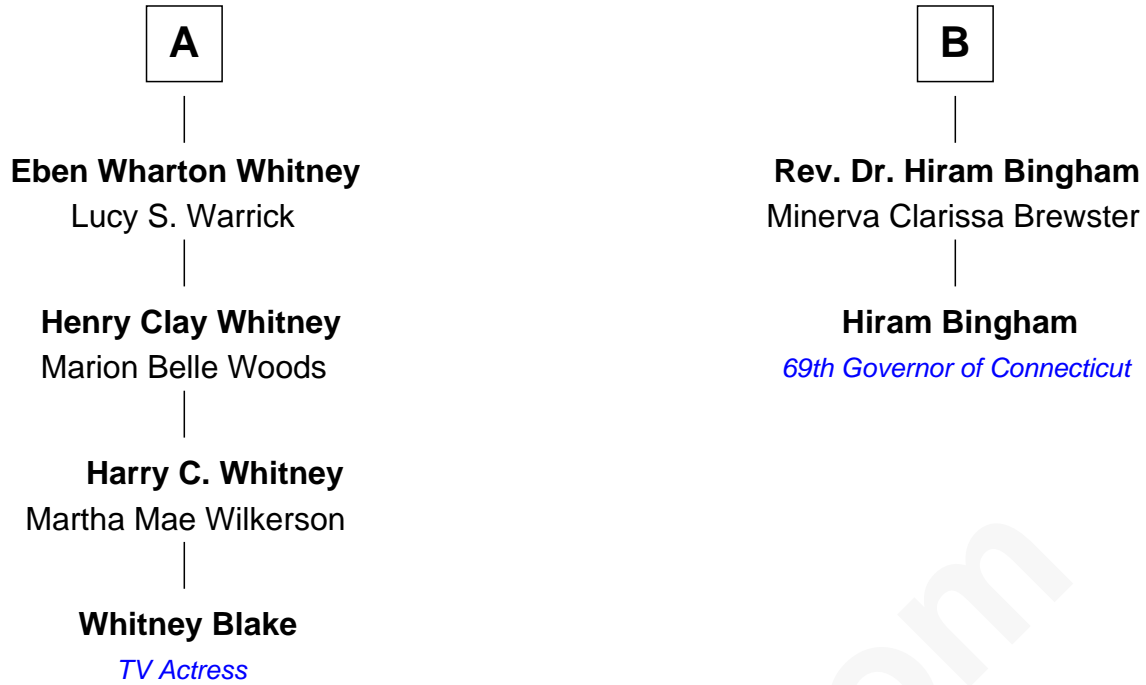 A
Eben Wharton Whitney
Lucy S. Warrick
Henry Clay Whitney
Marion Belle Woods
Harry C. Whitney
Martha Mae Wilkerson
Whitney Blake
TV Actress
B
Rev. Dr. Hiram Bingham
Minerva Clarissa Brewster
Hiram Bingham
69th Governor of Connecticut
om